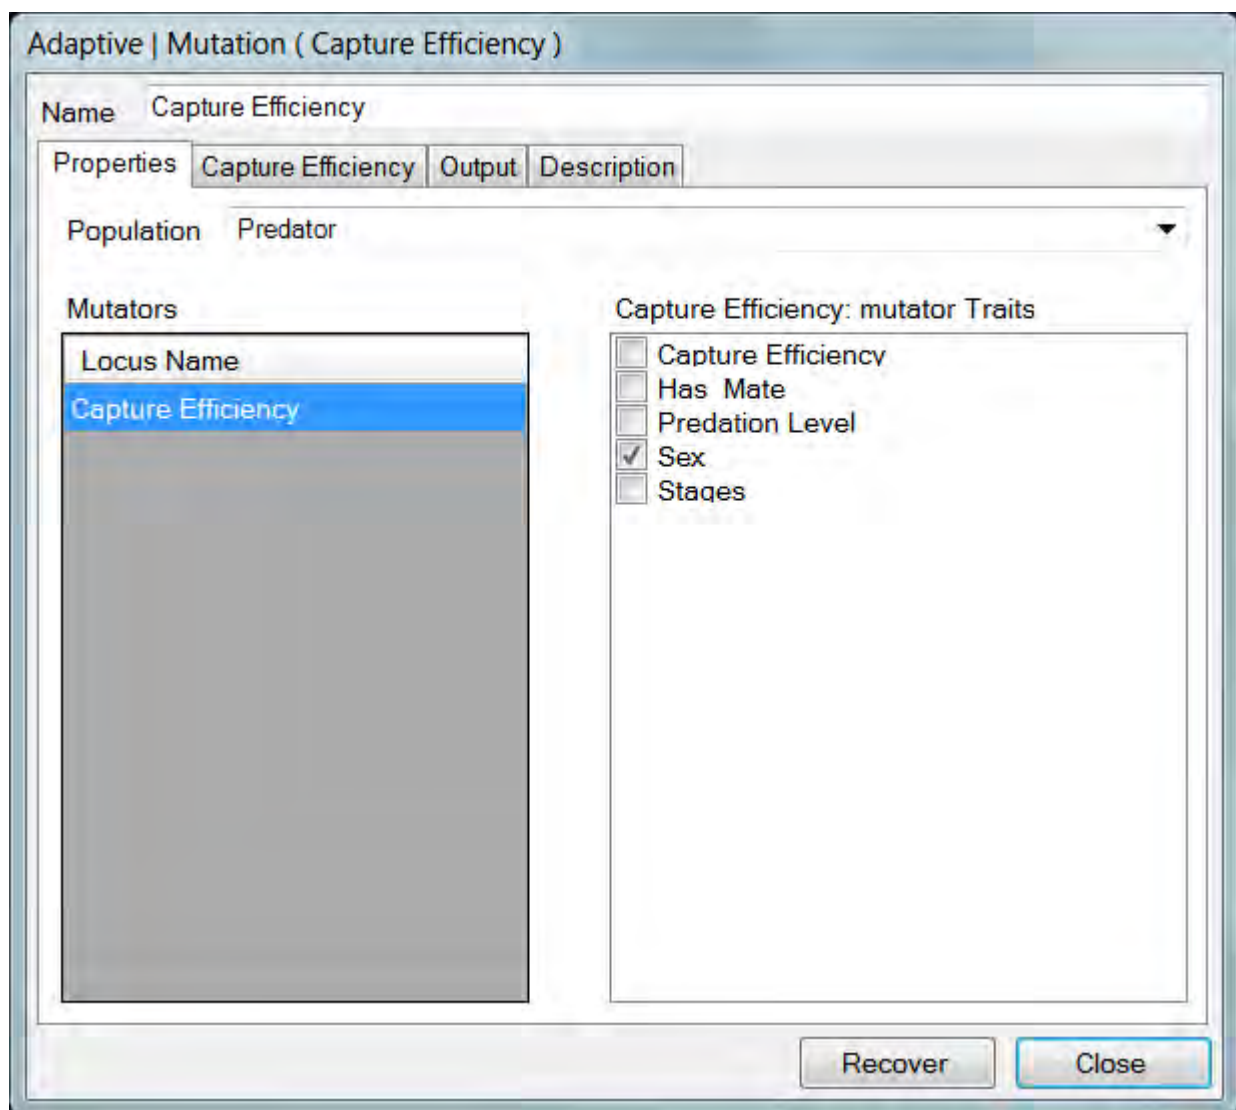 Adaptive | Mutation ( Capture Efficiency )
Name Capture Efficiency
Properties Capture Efficiency Output Description
Population Predator
Mutators
Locus Name
Capture Efficiency
Capture Efficiency: mutator Traits
Capture Efficiency
Has Mate
Predation Level
Sex
Stages
Recover Close